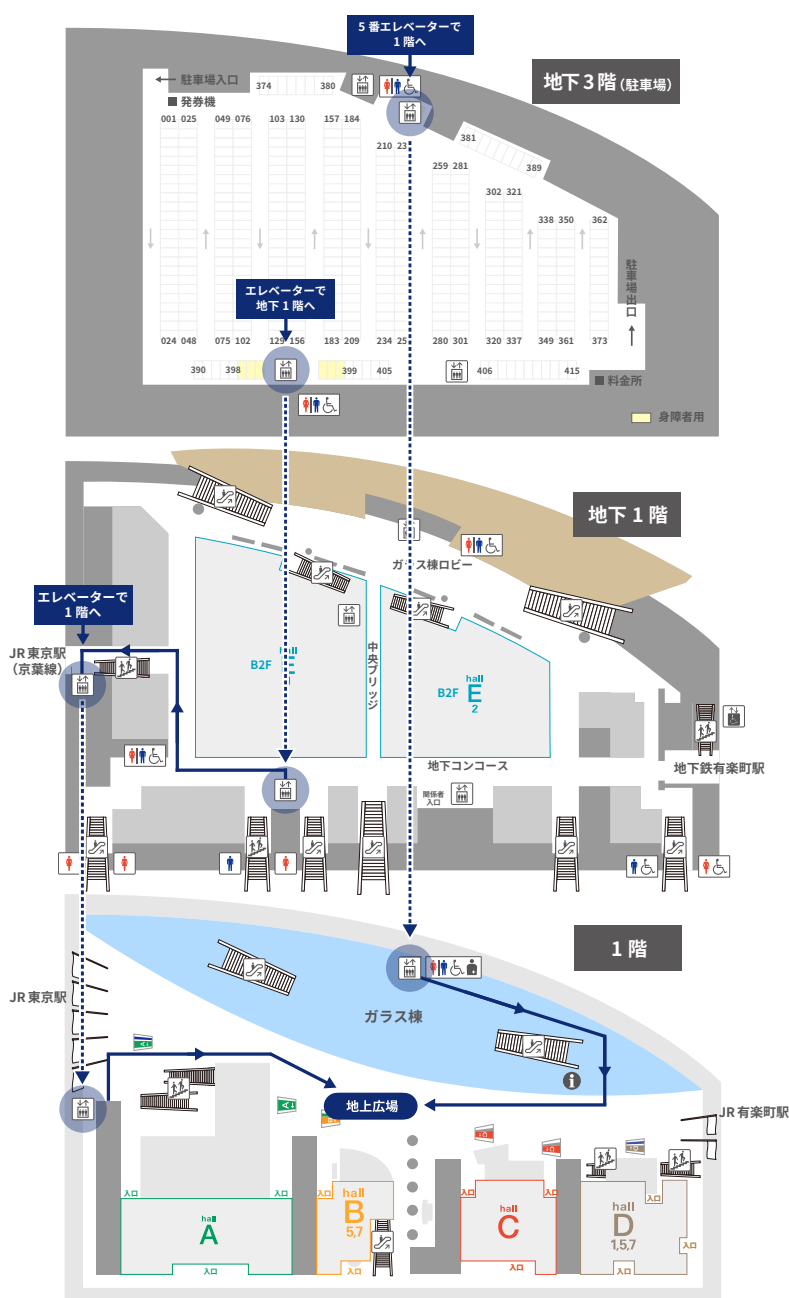 5番エレベーターで
1階へ
地下3階(駐車場)
駐車場入口
発券機
374 380
381
389
001 025 049 076 103 130 157 184
210 23
259 281
302 321
338 350 362
駐車場出口
エレベーターで
地下1階へ
024 048 075 102 129 156 183 209 234 25 280 301 320 337 349 361 373
390 398 399 405 406 415
料金所
身障者用
地下1階
ガラス棟ロビー
エレベーターで
1階へ
JR東京駅
(京葉線)
B2F
中央ブリッジ
B2F
hall
E
2
地下コンコース
地下鉄有楽町駅
関係者
入口
1階
JR東京駅
ガラス棟
i
地上広場
JR有楽町駅
A
入口 入口 入口 入口 入口 入口
hall
A
hall
B
5,7
hall
C
hall
D
1,5,7
入口
入口 入口 入口 入口